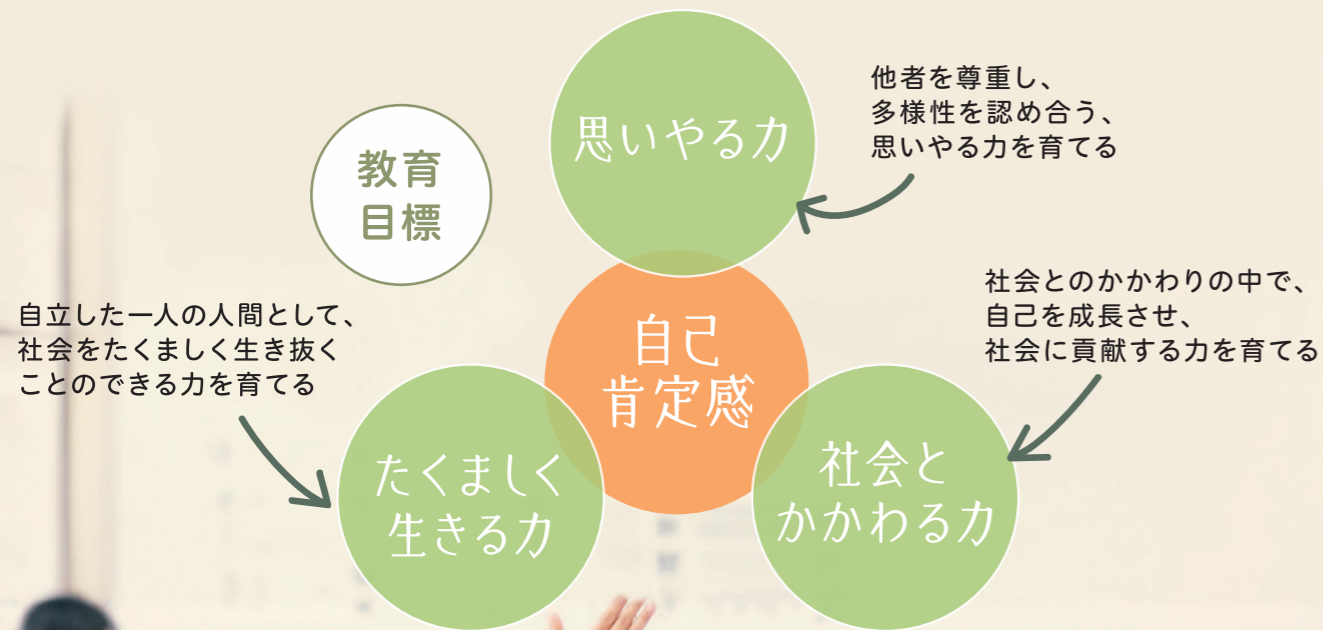 教育
目標
思いやる力
他者を尊重し、
多様性を認め合う、
思いやる力を育てる
自己
肯定感
自立した一人の人間として、
社会をたくましく生き抜く
ことのできる力を育てる
たくましく
生きる力
社会とのかかわりの中で、
自己を成長させ、
社会に貢献する力を育てる
社会と
かかわる力